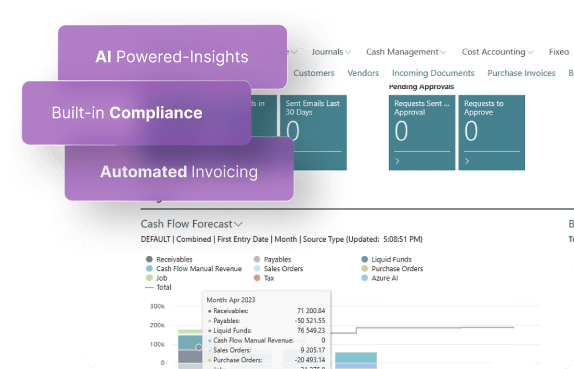 AI Powered-Insights
Built-in Compliance
Automated Invoicing
Journals Cash Management Cost Accounting Fixed
Customers Vendors Incoming Documents Purchase Invoices B
Pending Approvals
ls in
Sent Emails Last
30 Days
0
Requests Sent ...
Approval
0
Requests to
Approve
0
Cash Flow Forecast
B
DEFAULT | Combined | First Entry Date | Month | Source Type (Updated: 5:08:51 PM)
Receivables Payables Liquid Funds
Cash Flow Manual Revenue Sales Orders Purchase Orders
Job Tax Azure AI
Total
300k
200k
100k
0
Month: Apr 2023
Receivables: 71 200.84
Payables: -50 521.55
Liquid Funds: 76 549.23
Cash Flow Manual Revenue: 0
Sales Orders: 9 205.17
Purchase Orders: -20 493.14